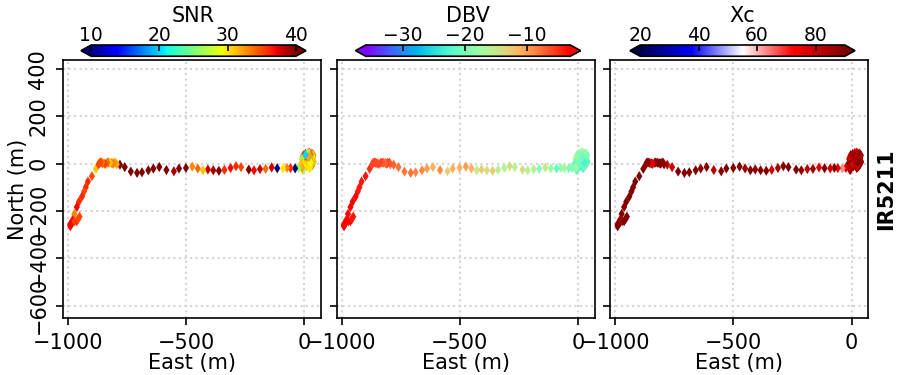 SNR DBV Xc
10 20 30 40 −30 −20 −10 20 40 60 80
400
200
0
−200
−400
−600
North (m)
IR5211
−1000 −500 0 −1000 −500 0 −1000 −500 0
East (m) East (m) East (m)